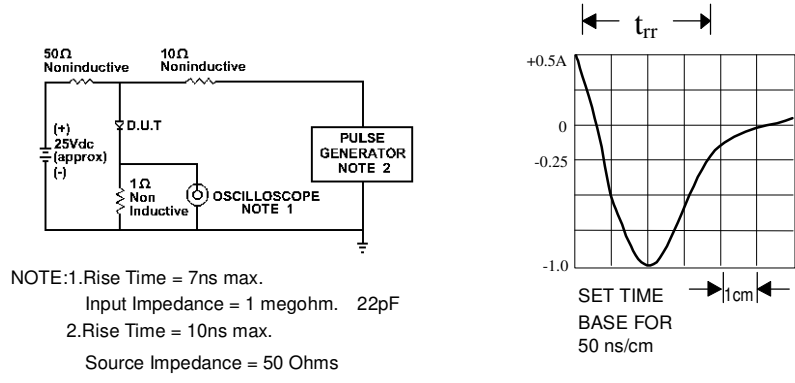 50Ω
Noninductive
10Ω
Noninductive
D.U.T
(+)
25Vdc
(approx)
(-)
1Ω
Non
Inductive
OSCILLOSCOPE
NOTE 1
PULSE
GENERATOR
NOTE 2
NOTE:1.Rise Time = 7ns max.
Input Impedance = 1 megohm. 22pF
2.Rise Time = 10ns max.
Source Impedance = 50 Ohms
trr
+0.5A
0
-0.25
-1.0
1cm
SET TIME
BASE FOR
50 ns/cm